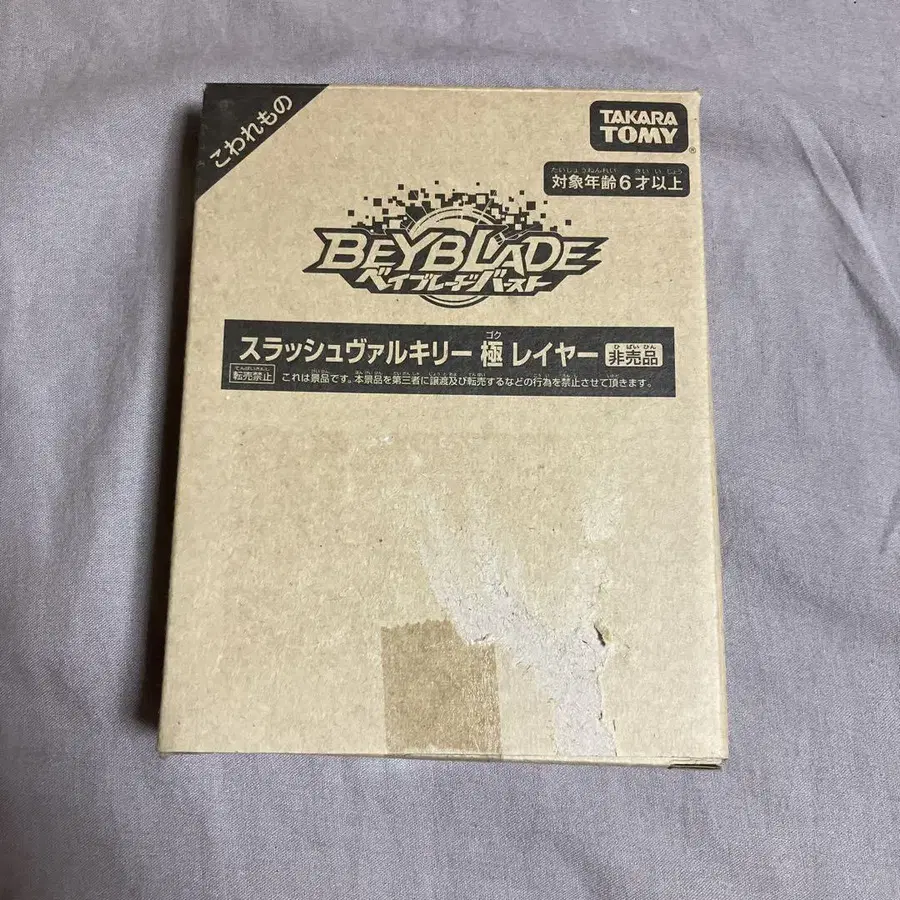 こわれもの
TAKARA
TOMY
たいしょうねんれい さい い じょう
対象年齢6才以上
BEYBLADE
ベイブレードバースト
ゴク ひ ばい ひん
スラッシュヴァルキリー 極 レイヤー 非売品
てんばいきんし
転売禁止 これは景品です。本景品を第三者に譲渡及び転売するなどの行為を禁止させて頂きます。